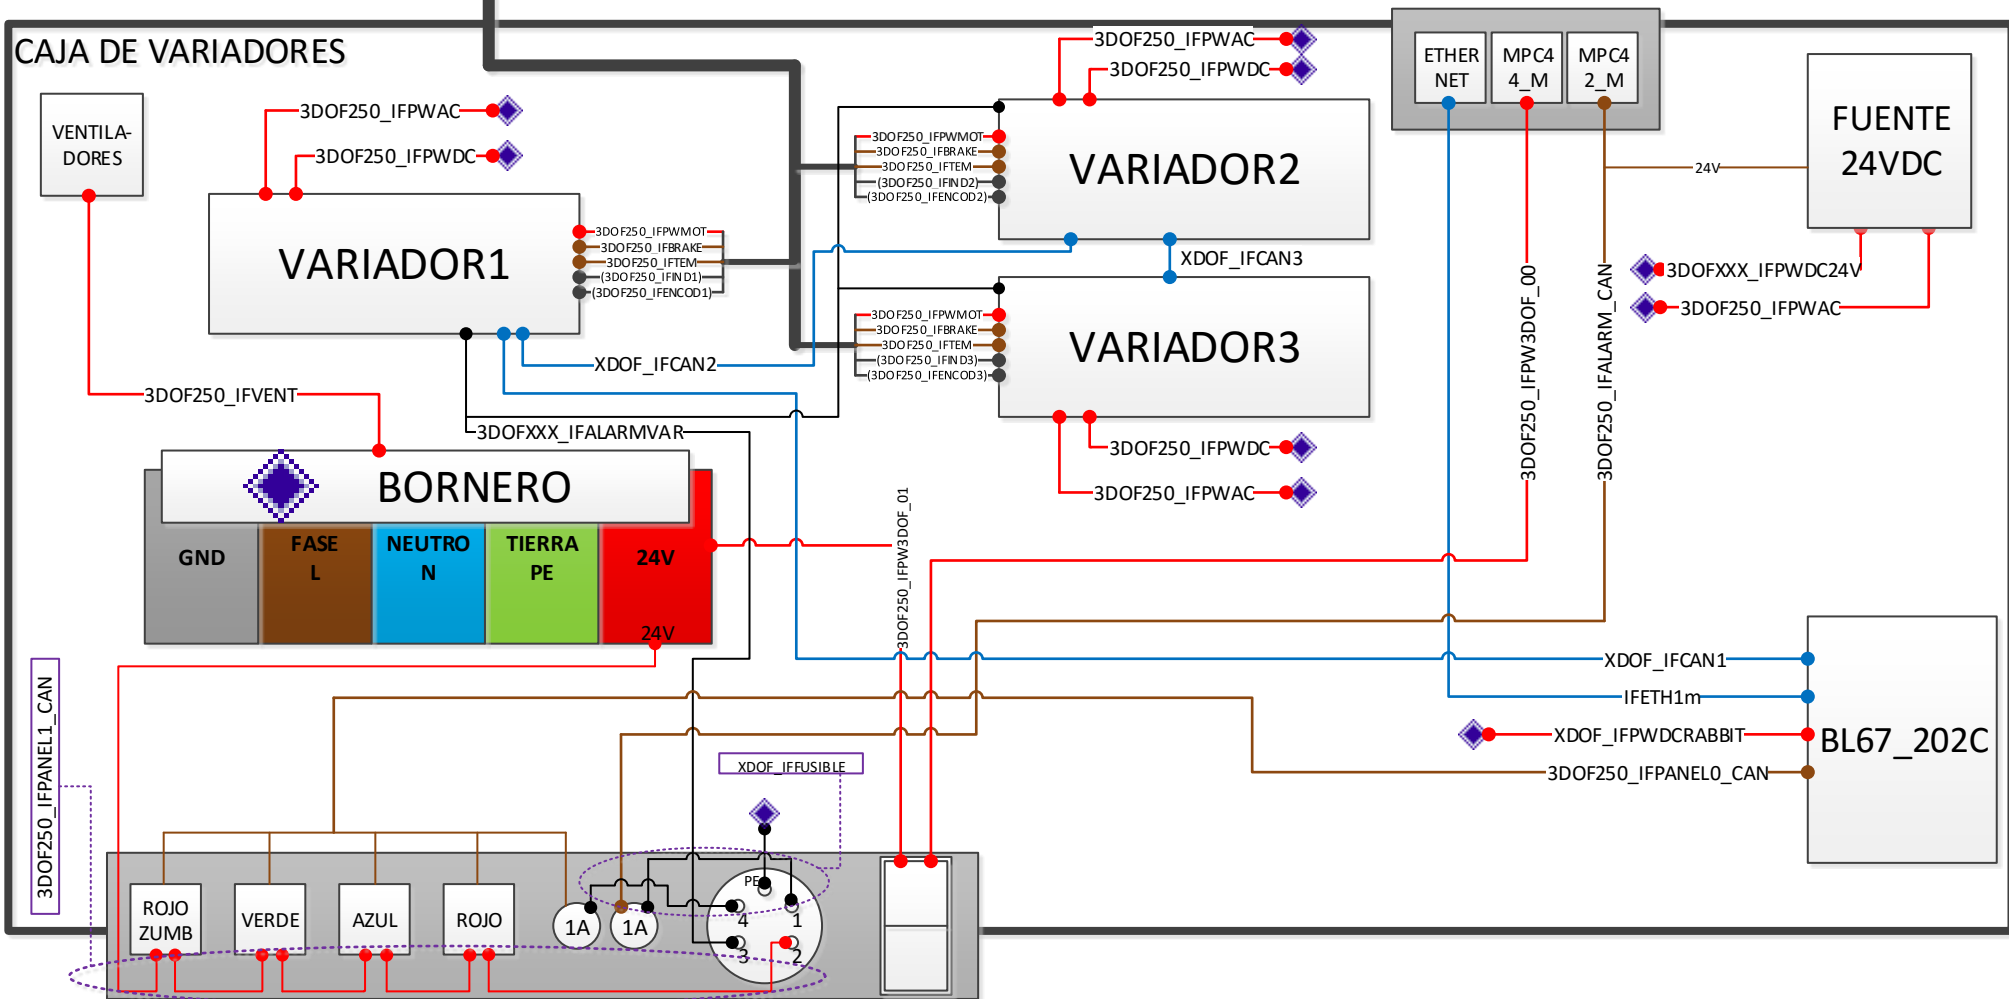 CAJA DE VARIADORES
VENTILA-
DORES
3DOF250_IFPWAC
3DOF250_IFPWDC
VARIADOR1
3DOF250_IFPWMOT
3DOF250_IFBRAKE
3DOF250_IFTEM
(3DOF250_IFIND1)
(3DOF250_IFENCOD1)
3DOF250_IFPWAC
3DOF250_IFPWDC
3DOF250_IFPWMOT
3DOF250_IFBRAKE
3DOF250_IFTEM
(3DOF250_IFIND2)
(3DOF250_IFENCOD2)
VARIADOR2
XDOF_IFCAN3
3DOF250_IFPWMOT
3DOF250_IFBRAKE
3DOF250_IFTEM
(3DOF250_IFIND3)
(3DOF250_IFENCOD3)
VARIADOR3
3DOF250_IFPWDC
3DOF250_IFPWAC
ETHER
NET
MPC4
4_M
MPC4
2_M
FUENTE
24VDC
24V
3DOFXXX_IFPWDC24V
3DOF250_IFPWAC
3DOF250_IFPW3DOF_00
3DOF250_IFALARM_CAN
XDOF_IFCAN2
3DOF250_IFVENT
3DOFXXX_IFALARMVAR
BORNERO
GND
FASE
L
NEUTRO
N
TIERRA
PE
24V
24V
3DOF250_IFPW3DOF_01
XDOF_IFCAN1
IFETH1m
XDOF_IFPWDCRABBIT
3DOF250_IFPANEL0_CAN
BL67_202C
3DOF250_IFPANEL1_CAN
XDOF_IFFUSIBLE
ROJO
ZUMB
VERDE
AZUL
ROJO
1A
1A
PE
4
1
3
2